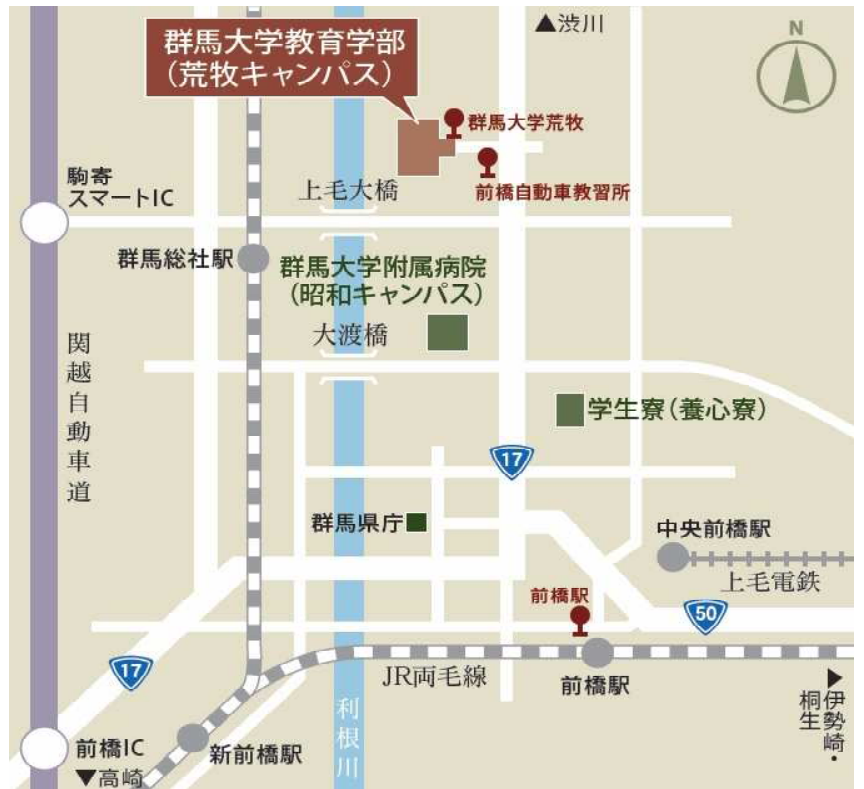 群馬大学教育学部
（荒牧キャンパス）
▲渋川
N
群馬大学荒牧
前橋自動車教習所
駒寄
スマートIC
上毛大橋
群馬総社駅
群馬大学附属病院
（昭和キャンパス）
大渡橋
関越自動車道
学生寮（養心寮）
17
群馬県庁
中央前橋駅
上毛電鉄
前橋駅
50
17
JR両毛線
前橋駅
▶伊勢崎・
桐生
利根川
前橋IC
新前橋駅
▼高崎